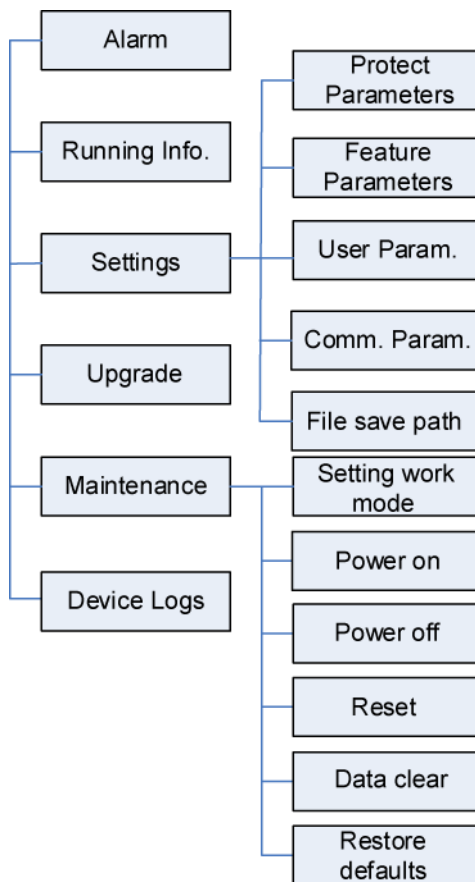 Alarm
Running Info.
Settings
Upgrade
Maintenance
Device Logs
Protect
Parameters
Feature
Parameters
User Param.
Comm. Param.
File save path
Setting work
mode
Power on
Power off
Reset
Data clear
Restore
defaults